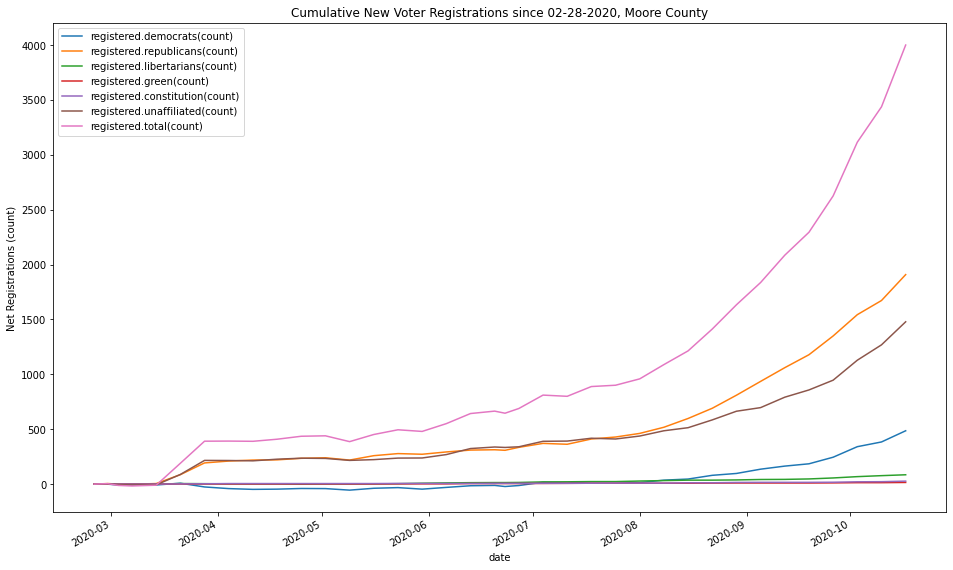 Cumulative New Voter Registrations since 02-28-2020, Moore County
registered.democrats(count)
registered.republicans(count)
registered.libertarians(count)
registered.green(count)
registered.constitution(count)
registered.unaffiliated(count)
registered.total(count)
4000
3500
3000
2500
2000
1500
1000
500
0
Net Registrations (count)
2020-03
2020-04
2020-05
2020-06
2020-07
2020-08
2020-09
2020-10
date